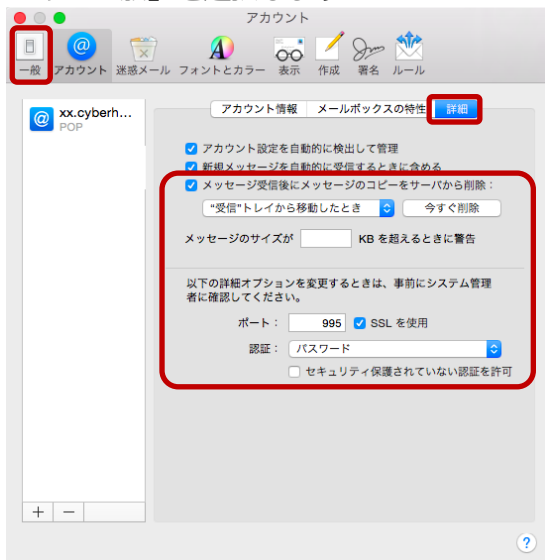 アカウント
一般 アカウント 迷惑メール フォントとカラー 表示 作成 署名 ルール
xx.cyberh...
POP
アカウント情報 メールボックスの特性 詳細
アカウント設定を自動的に検出して管理
新規メッセージを自動的に受信するときに含める
メッセージ受信後にメッセージのコピーをサーバから削除：
"受信"トレイから移動したとき 今すぐ削除
メッセージのサイズが KB を超えるときに警告
以下の詳細オプションを変更するときは、事前にシステム管理
者に確認してください。
ポート： 995 SSL を使用
認証： パスワード
セキュリティ保護されていない認証を許可
+ −
?